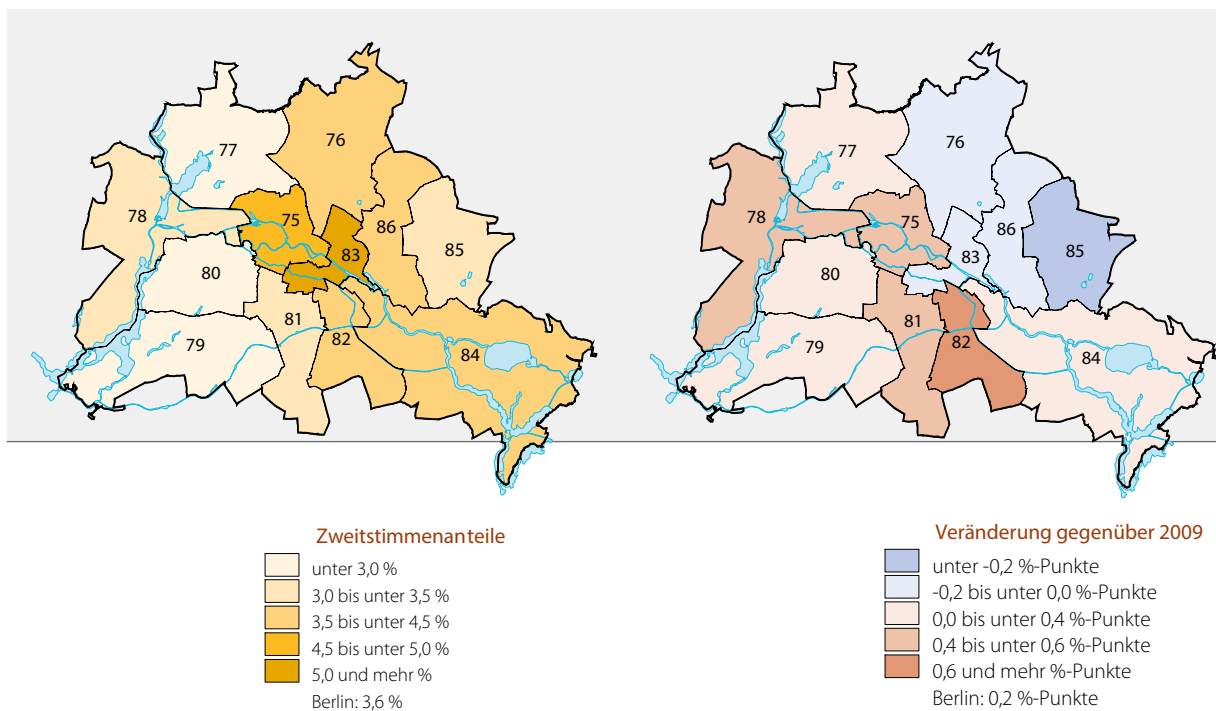 76
77
78
75
86
83
85
80
81
79
82
84
76
77
78
75
86
83
85
80
81
79
82
84
Zweitstimmenanteile
unter 3,0 %
3,0 bis unter 3,5 %
3,5 bis unter 4,5 %
4,5 bis unter 5,0 %
5,0 und mehr %
Berlin: 3,6 %
Veränderung gegenüber 2009
unter -0,2 %-Punkte
-0,2 bis unter 0,0 %-Punkte
0,0 bis unter 0,4 %-Punkte
0,4 bis unter 0,6 %-Punkte
0,6 und mehr %-Punkte
Berlin: 0,2 %-Punkte